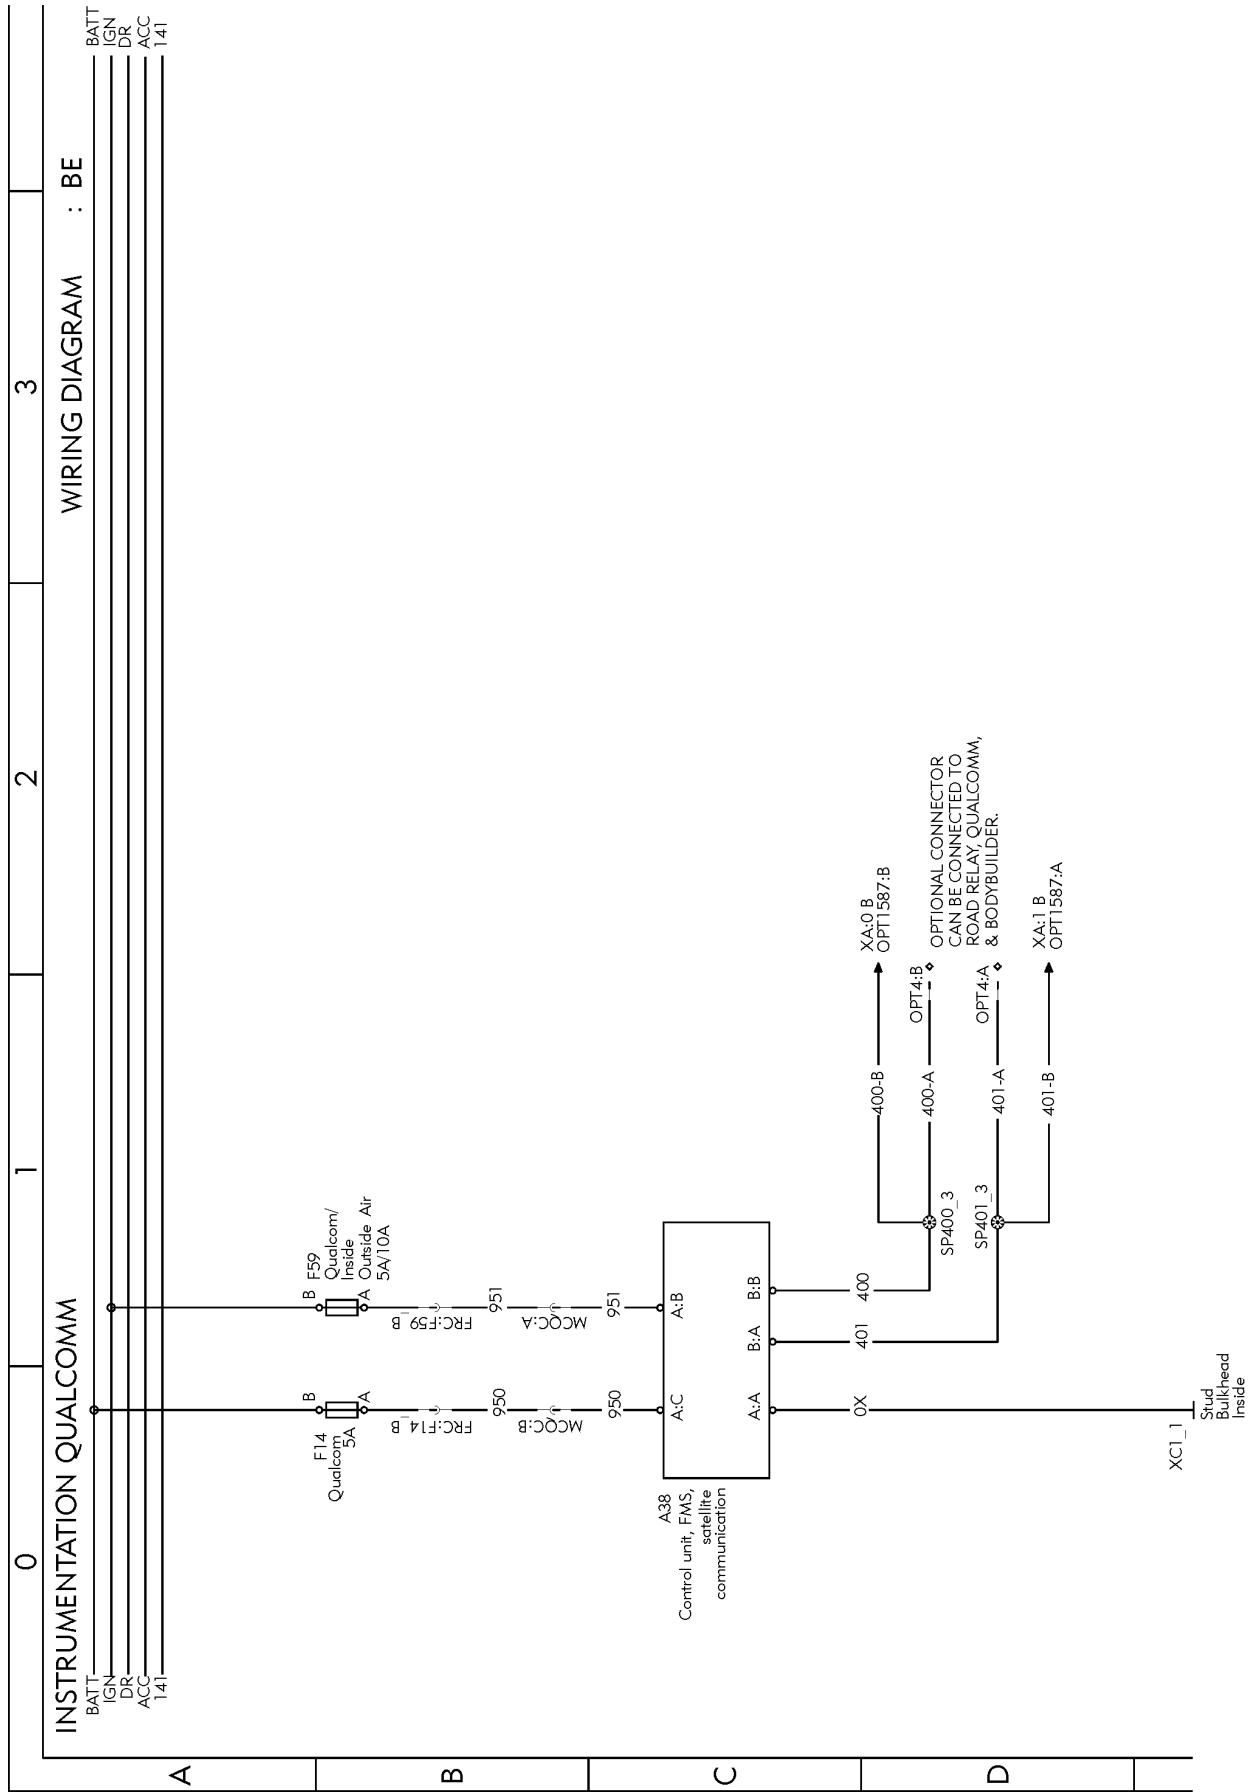 0
1
2
3
INSTRUMENTATION QUALCOMM
WIRING DIAGRAM : BE
BATT
IGN
DR
ACC
141
BATT
IGN
DR
ACC
141
A
B
C
D
B
F14
Qualcom
5A
A
B
F59
Qualcom/
Inside
Outside Air
5A/10A
A
FRC:F14_B
FRC:F59_B
950
951
MCQC:B
MCQC:A
950
951
A38
Control unit, FMS,
satellite
communication
A:C
A:B
A:A
B:A
B:B
0X
401
400
SP400_3
SP401_3
400-B
400-A
401-A
401-B
XA:0 B
OPT1587:B
OPT4:B
OPT4:A
OPTIONAL CONNECTOR
CAN BE CONNECTED TO
ROAD RELAY, QUALCOMM,
& BODYBUILDER.
XA:1 B
OPT1587:A
XC1_1
Stud
Bulkhead
Inside